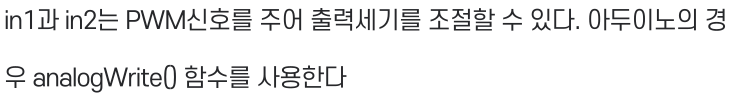 in1과 in2는 PWM신호를 주어 출력세기를 조절할 수 있다. 아두이노의 경
우 analogWrite() 함수를 사용한다